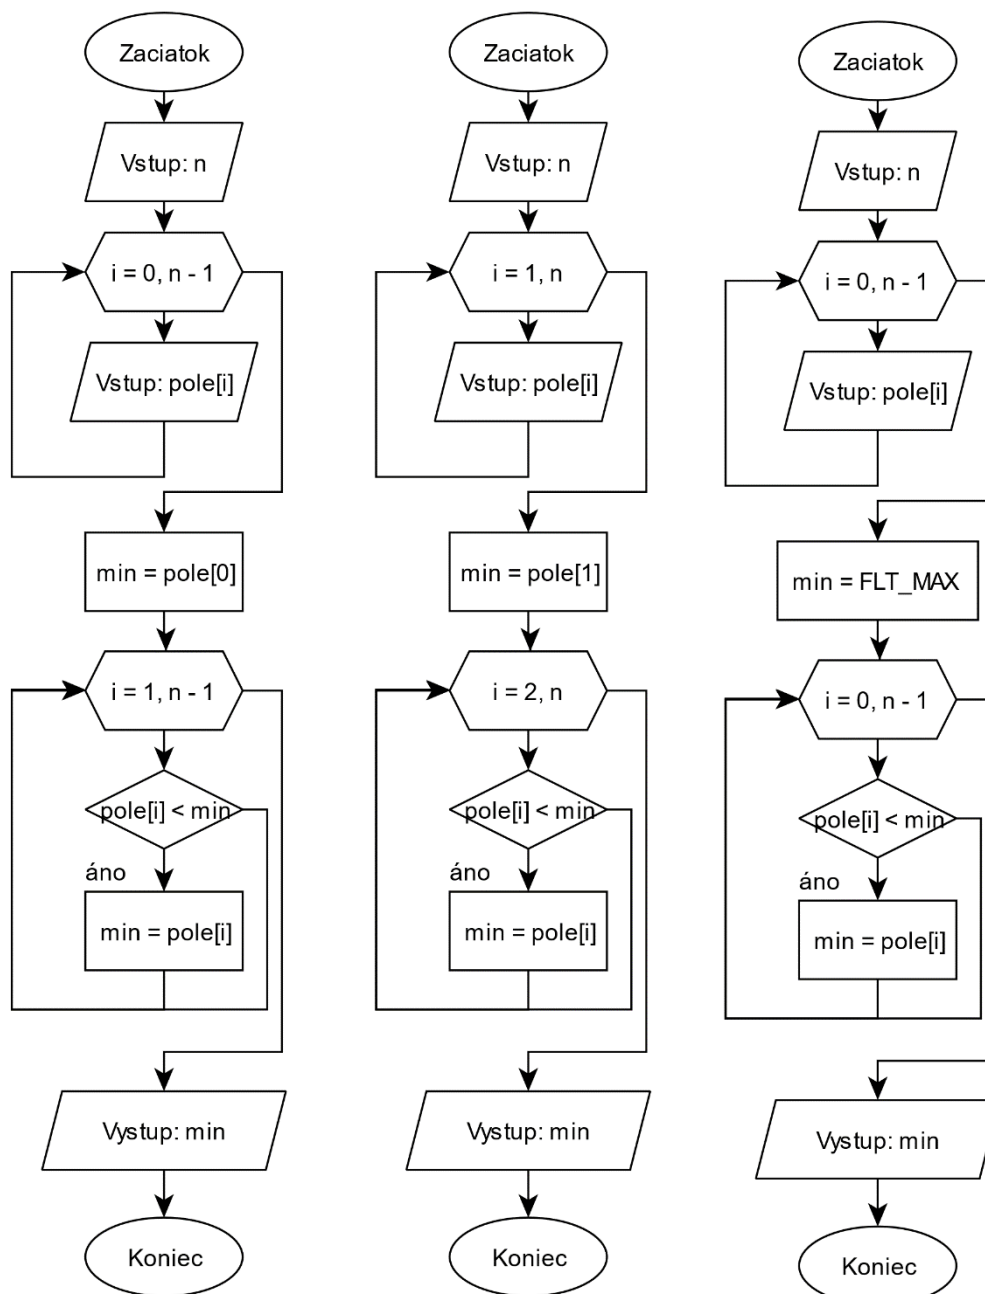 Zaciatok
Vstup: n
i = 0, n - 1
Vstup: pole[i]
min = pole[0]
i = 1, n - 1
pole[i] < min
áno
min = pole[i]
Vystup: min
Koniec
Zaciatok
Vstup: n
i = 1, n
Vstup: pole[i]
min = pole[1]
i = 2, n
pole[i] < min
áno
min = pole[i]
Vystup: min
Koniec
Zaciatok
Vstup: n
i = 0, n - 1
Vstup: pole[i]
min = FLT_MAX
i = 0, n - 1
pole[i] < min
áno
min = pole[i]
Vystup: min
Koniec